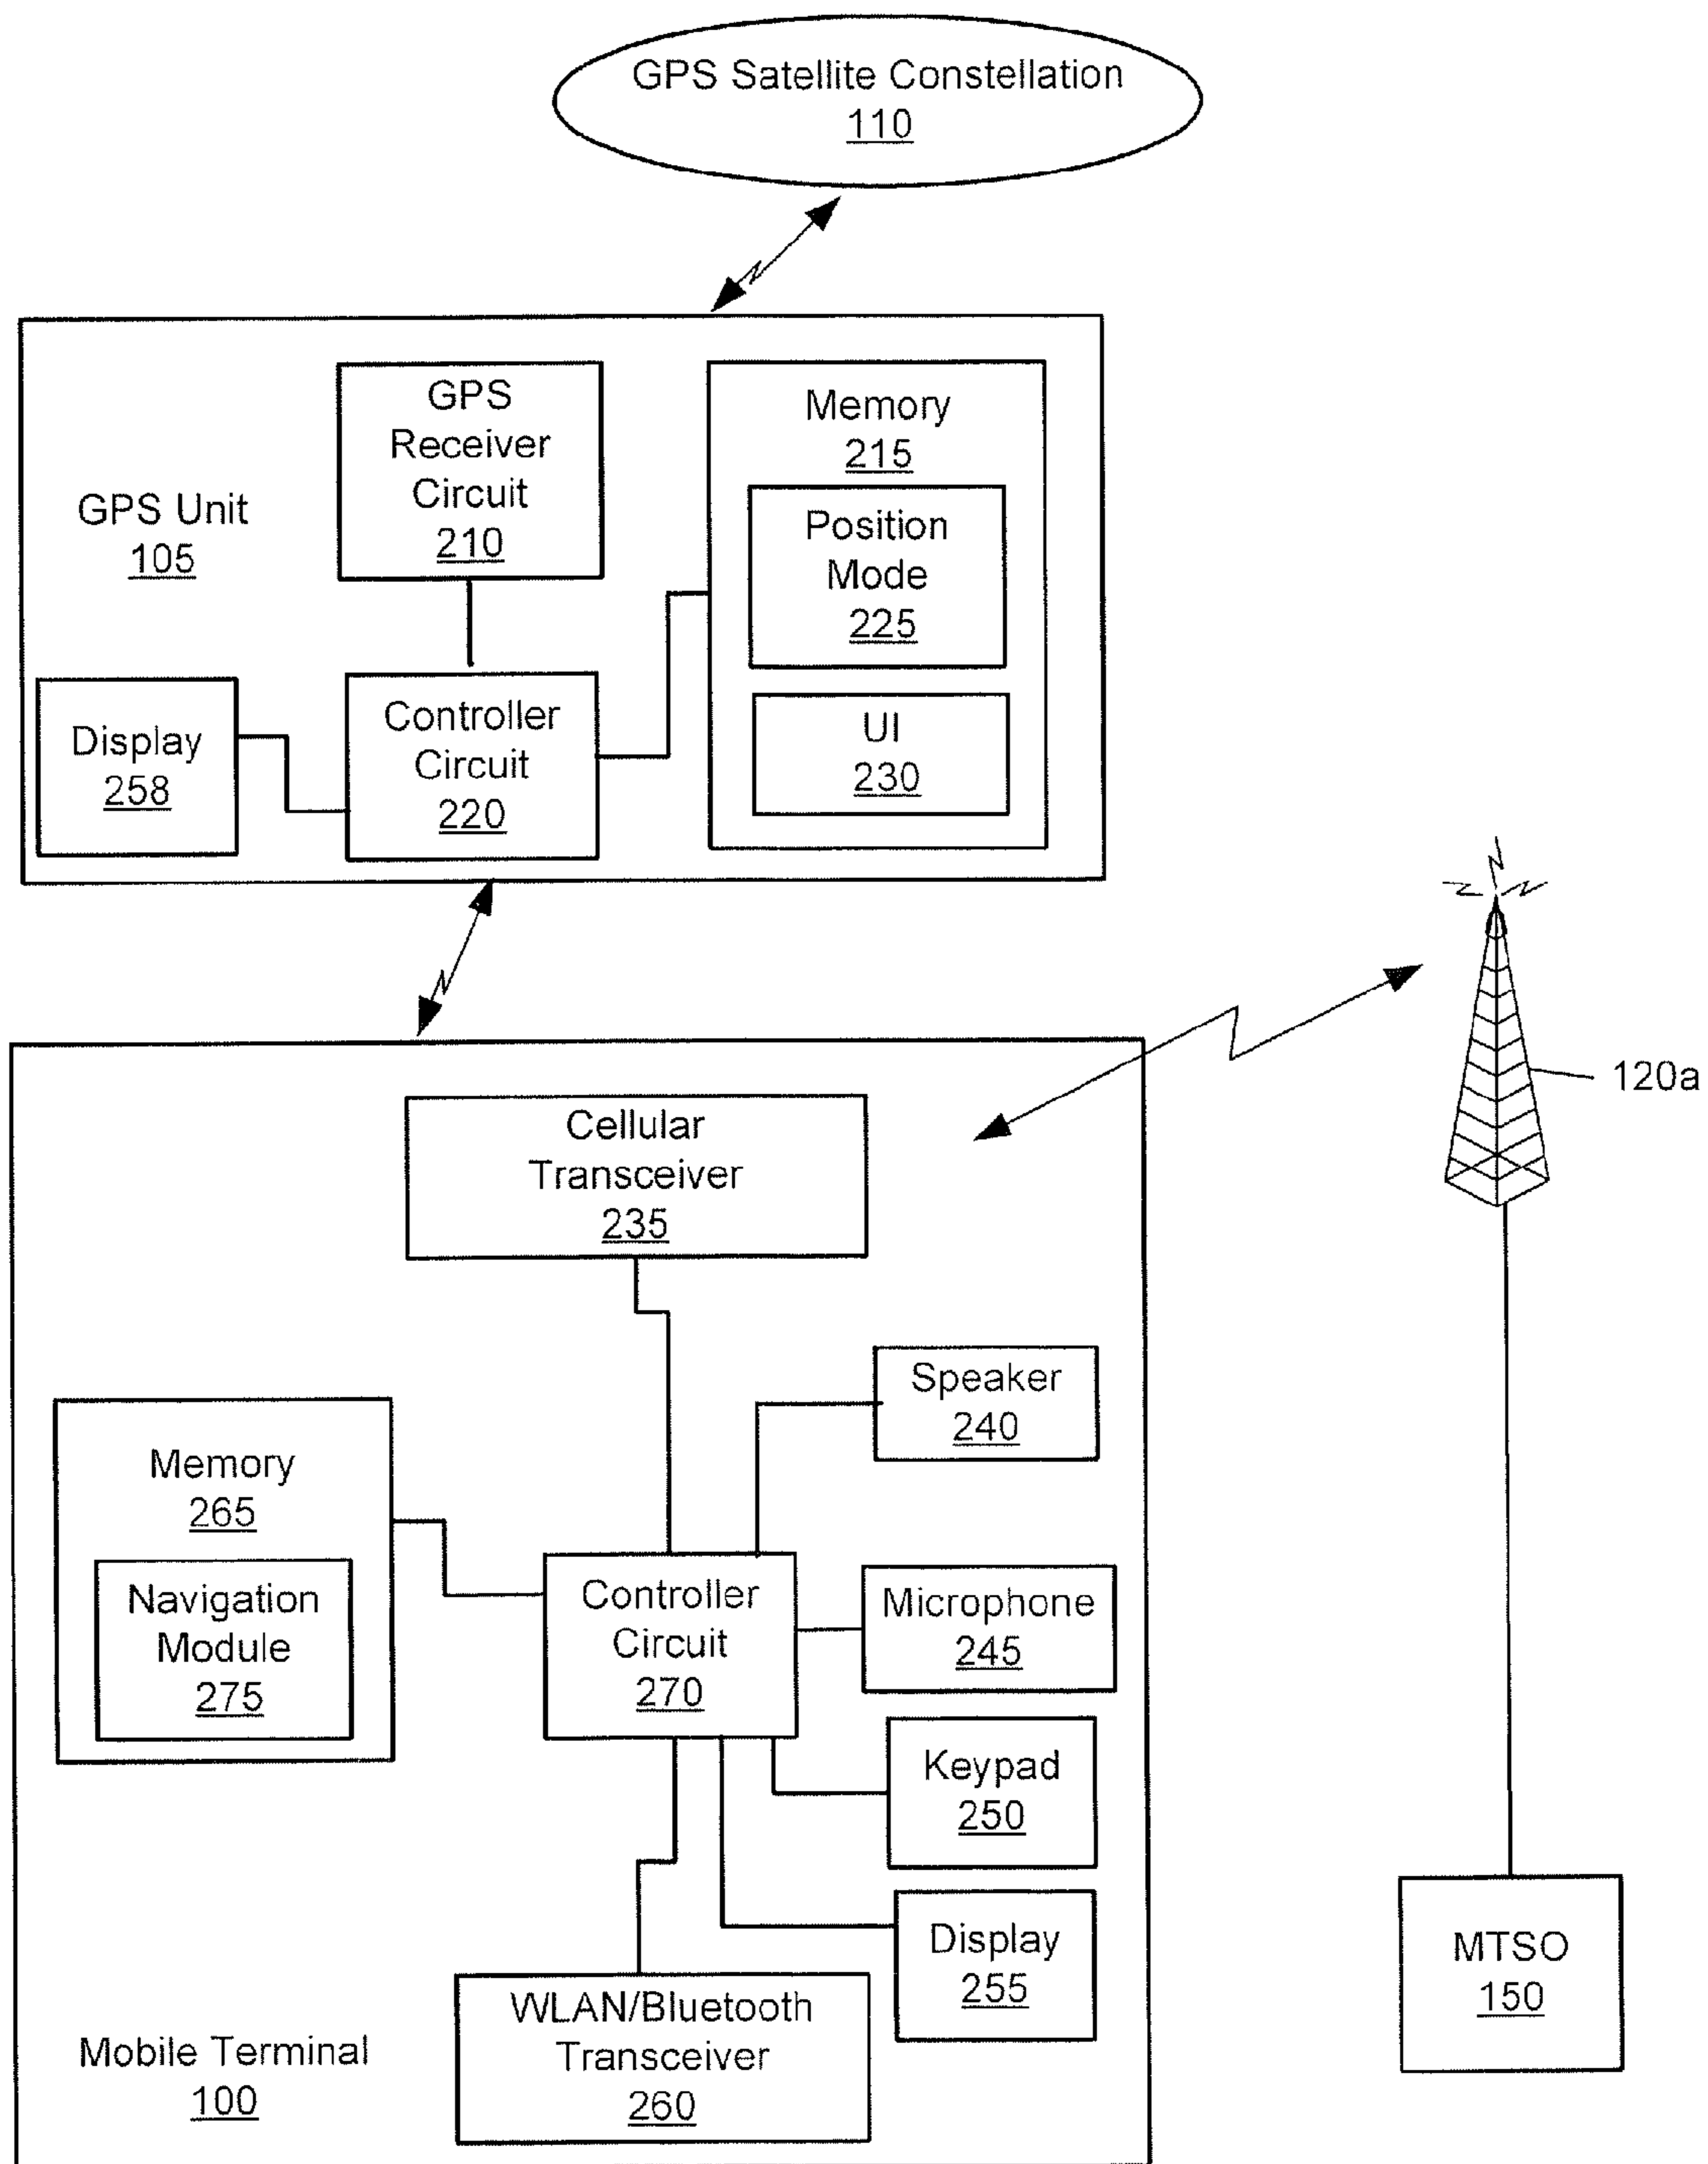 GPS Satellite Constellation
110
GPS
Receiver
Circuit
210
Memory
215
GPS Unit
105
Position
Mode
225
Display
258
Controller
Circuit
220
UI
230
120a
Cellular
Transceiver
235
Speaker
240
Memory
265
Navigation
Module
275
Controller
Circuit
270
Microphone
245
Keypad
250
Display
255
MTSO
150
WLAN/Bluetooth
Transceiver
260
Mobile Terminal
100